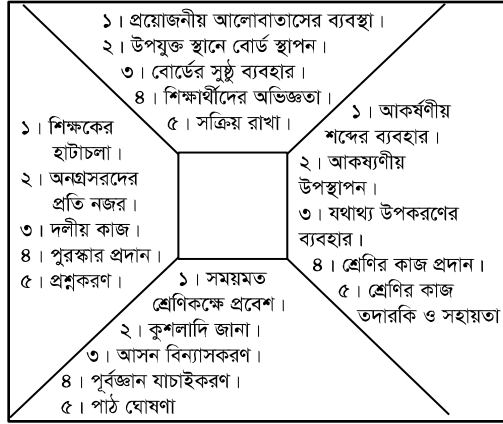 ১। প্রয়োজনীয় আলোবাতাসের ব্যবস্থা।
২। উপযুক্ত স্থানে বোর্ড স্থাপন।
৩। বোর্ডের সুষ্ঠু ব্যবহার।
৪। শিক্ষার্থীদের অভিজ্ঞতা।
৫। সক্রিয় রাখা।
১। শিক্ষকের
হাটাচলা।
২। অনগ্রসরদের
প্রতি নজর।
৩। দলীয় কাজ।
৪। পুরস্কার প্রদান।
৫। প্রশ্নকরণ।
১। আকর্ষণীয়
শব্দের ব্যবহার।
২। আকষ্যণীয়
উপস্থাপন।
৩। যথাথ্য উপকরণের
ব্যবহার।
৪। শ্রেণির কাজ প্রদান।
৫। শ্রেণির কাজ
তদারকি ও সহায়তা
১। সময়মত
শ্রেণিকক্ষে প্রবেশ।
২। কুশলাদি জানা।
৩। আসন বিন্যাসকরণ।
৪। পূর্বজ্ঞান যাচাইকরণ।
৫। পাঠ ঘোষণা